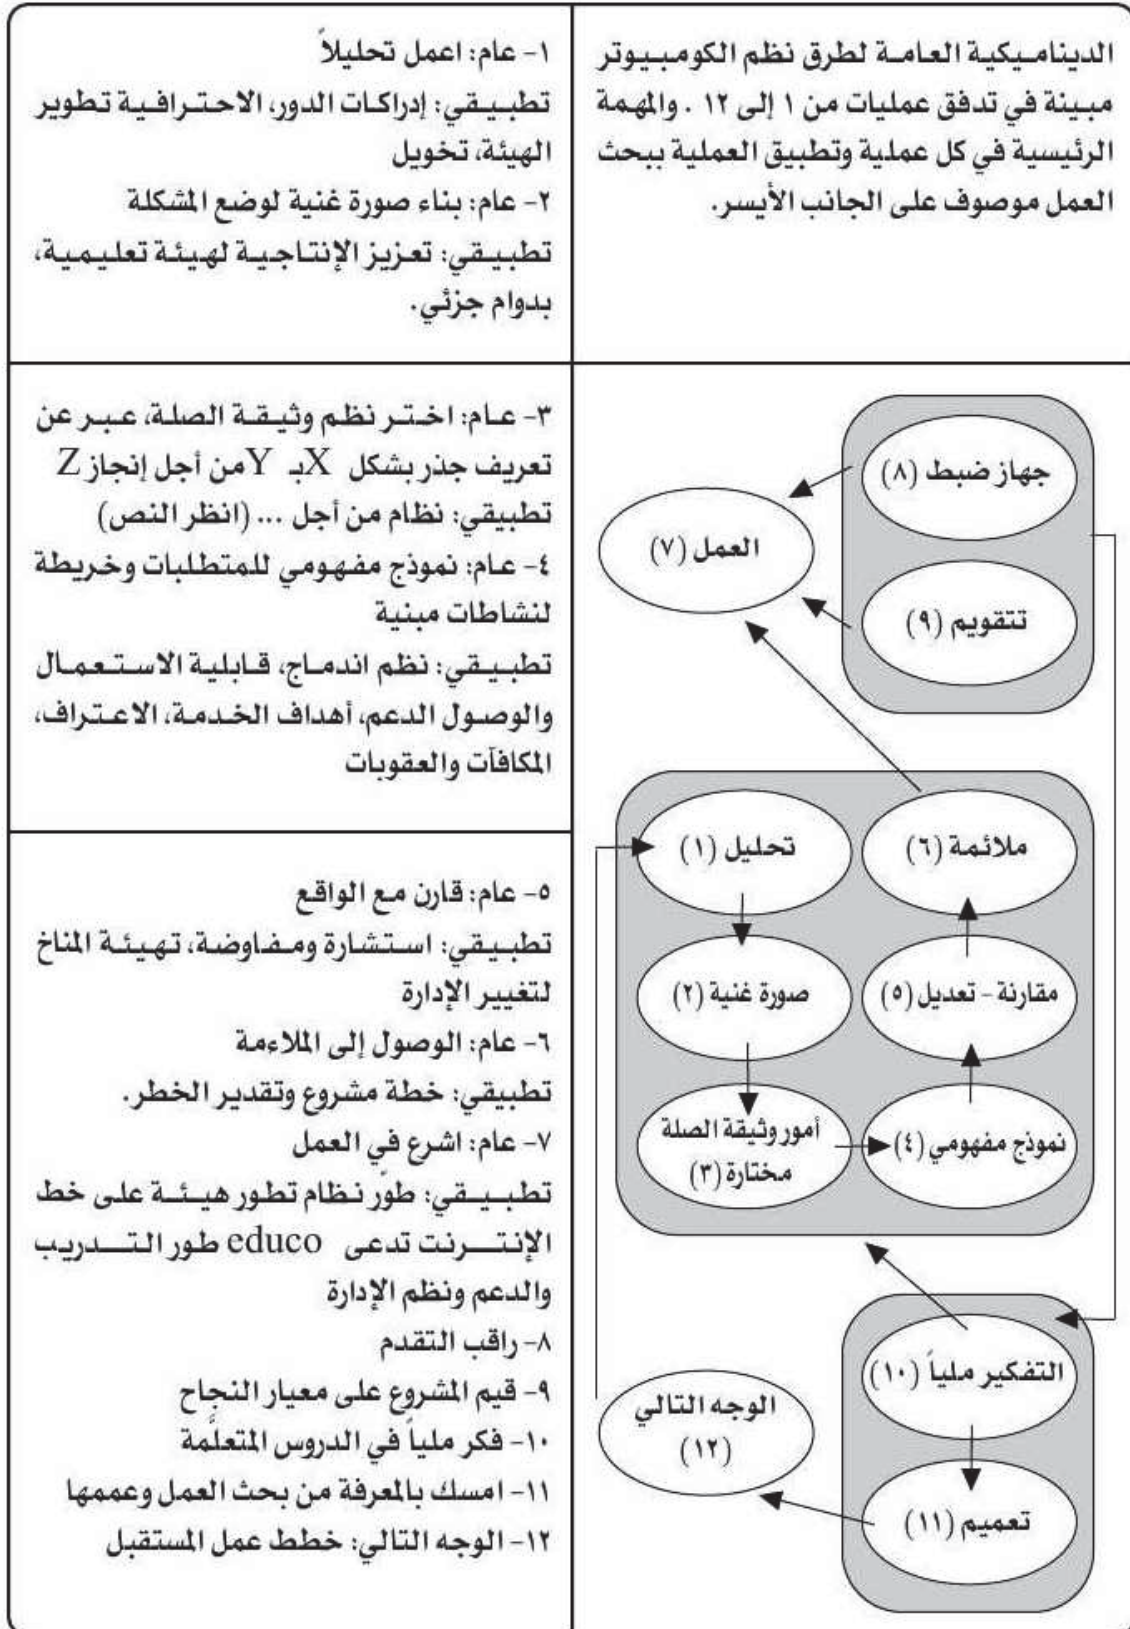 الديناميكية العامة لطرق نظم الكومبيوتر
مبينة في تدفق عمليات من ١ إلى ١٢ . والمهمة
الرئيسية في كل عملية وتطبيق العملية ببحث
العمل موصوف على الجانب الأيسر.
١- عام: اعمل تحليلاً
تطبيقي: إدراكات الدور، الاحترافية تطوير
الهيئة، تخويل
٢- عام: بناء صورة غنية لوضع المشكلة
تطبيقي: تعزيز الإنتاجية لهيئة تعليمية،
بدوام جزئي.
جهاز ضبط (٨)
العمل (٧)
تتقويم (٩)
تحليل (١)
ملائمة (٦)
صورة غنية (٢)
مقارنة - تعديل (٥)
أمور وثيقة الصلة
مختارة (٣)
نموذج مفهومي (٤)
التفكير ملياً (١٠)
الوجه التالي
(١٢)
تعميم (١١)
٣- عام: اختر نظم وثيقة الصلة، عبر عن
تعريف جذر بشكل X بـ Y من أجل إنجاز Z
تطبيقي: نظام من أجل ... (انظر النص)
٤- عام: نموذج مفهومي للمتطلبات وخريطة
لنشاطات مبنية
تطبيقي: نظم اندماج، قابلية الاستعمال
والوصول الدعم، أهداف الخدمة، الاعتراف،
المكافآت والعقوبات
٥- عام: قارن مع الواقع
تطبيقي: استشارة ومفاوضة، تهيئة المناخ
لتغيير الإدارة
٦- عام: الوصول إلى الملاءمة
تطبيقي: خطة مشروع وتقدير الخطر.
٧- عام: اشرع في العمل
تطبيقي: طوّر نظام تطور هيئة على خط
الإنترنت تدعى educo طور التدريب
والدعم ونظم الإدارة
٨- راقب التقدم
٩- قيم المشروع على معيار النجاح
١٠- فكر ملياً في الدروس المتعلَّمة
١١- امسك بالمعرفة من بحث العمل وعممها
١٢- الوجه التالي: خطط عمل المستقبل